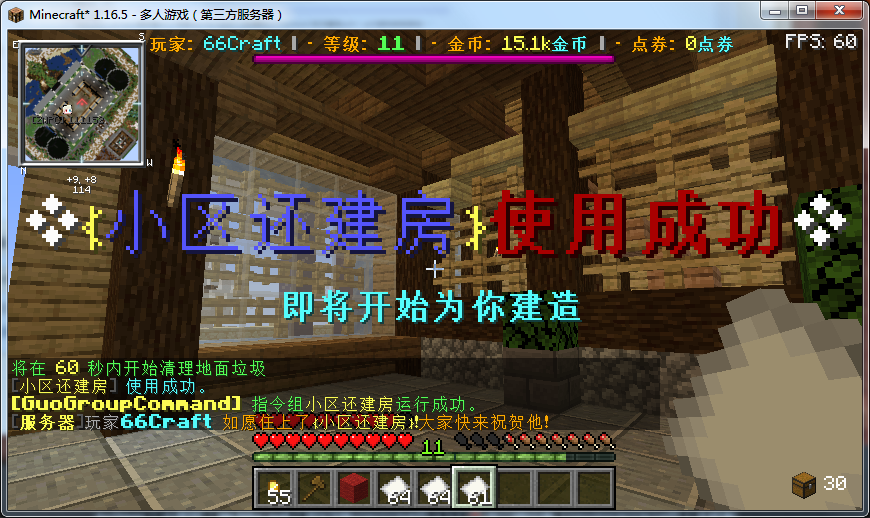 Minecraft* 1.16.5 - 多人游戏（第三方服务器）
玩家：66Craft | - 等级：11 | - 金币：15.1k金币 | - 点券：0点券
FPS: 60
S
E
N
W
+9, +8
114
{小区还建房}使用成功
即将开始为你建造
将在 60 秒内开始清理地面垃圾
[小区还建房] 使用成功。
[GuoGroupCommand] 指令组小区还建房运行成功。
[服务器]玩家66Craft 如愿住上了{小区还建房}!大家快来祝贺他!
11
55
64
64
61
30